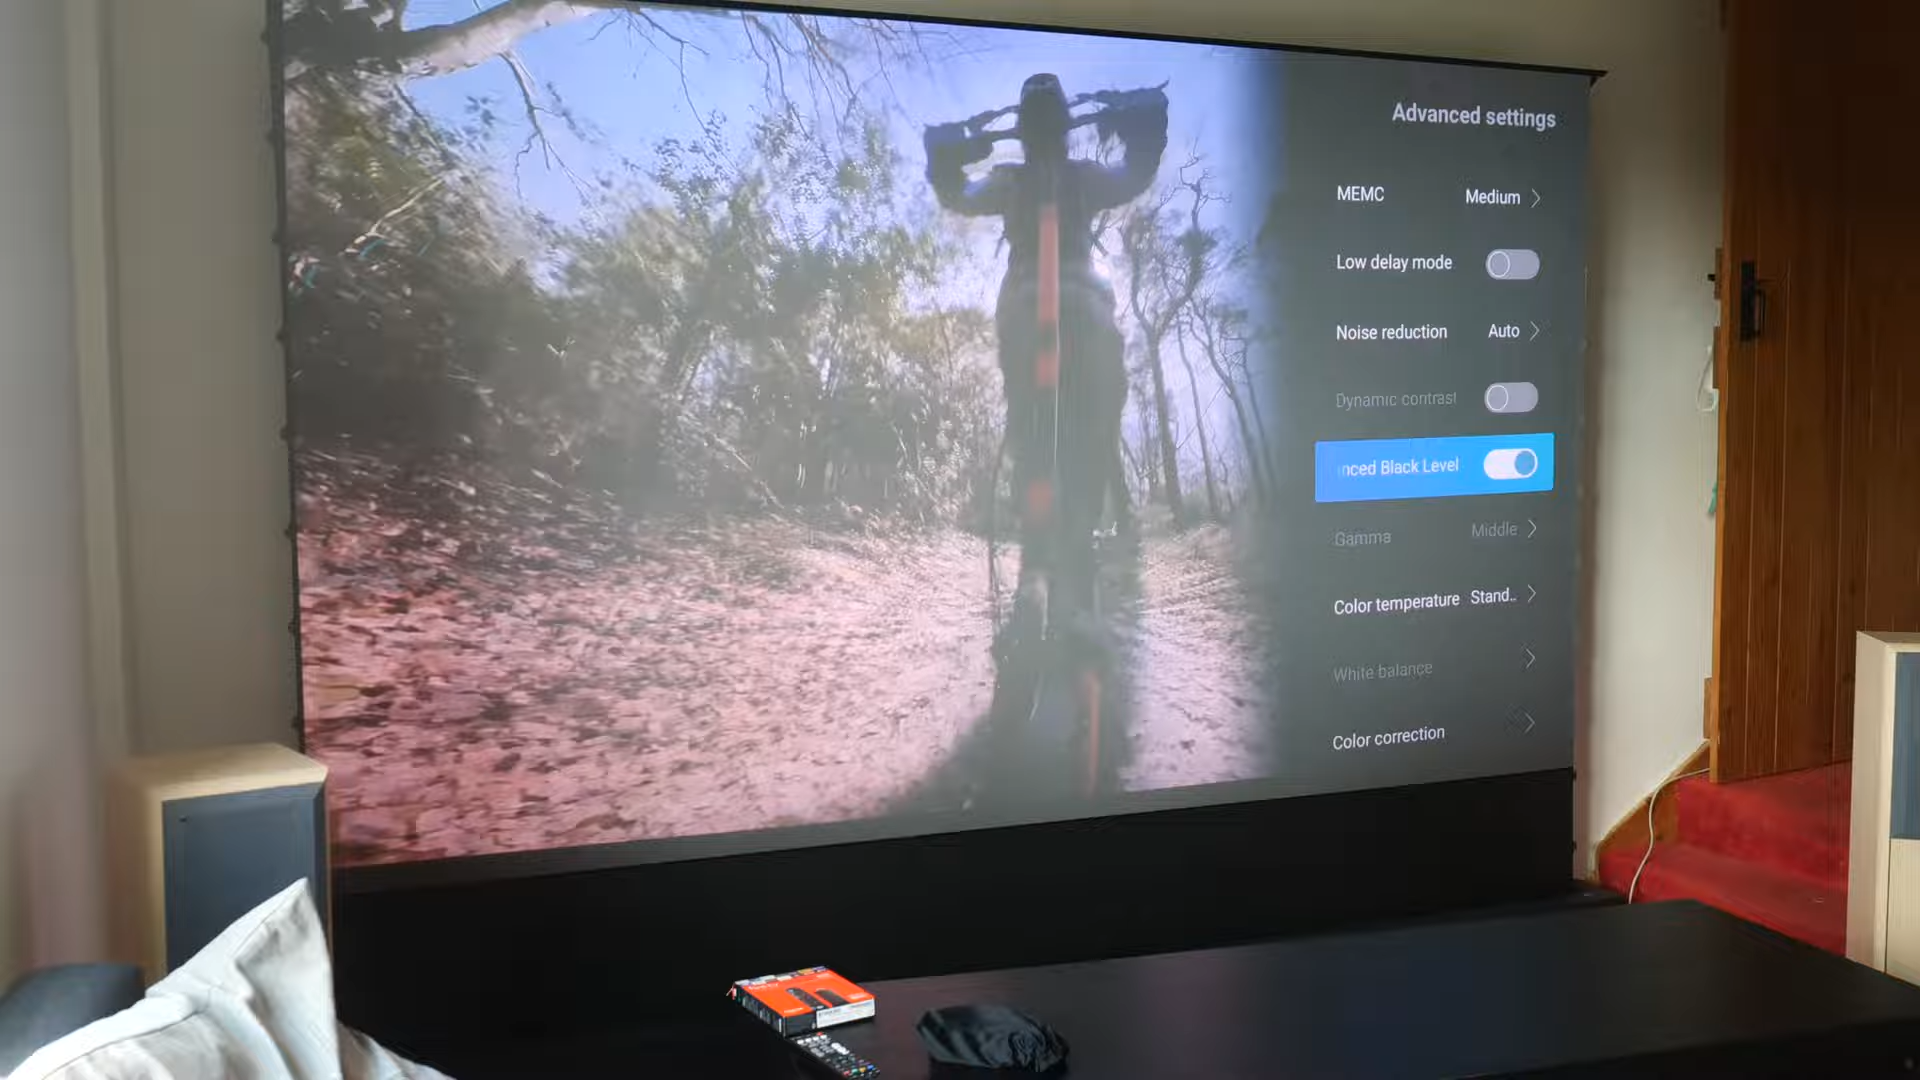 Advanced settings
MEMC Medium
Low delay mode
Noise reduction Auto
Dynamic contrast
nced Black Level
Gamma Middle
Color temperature Stand..
White balance
Color correction